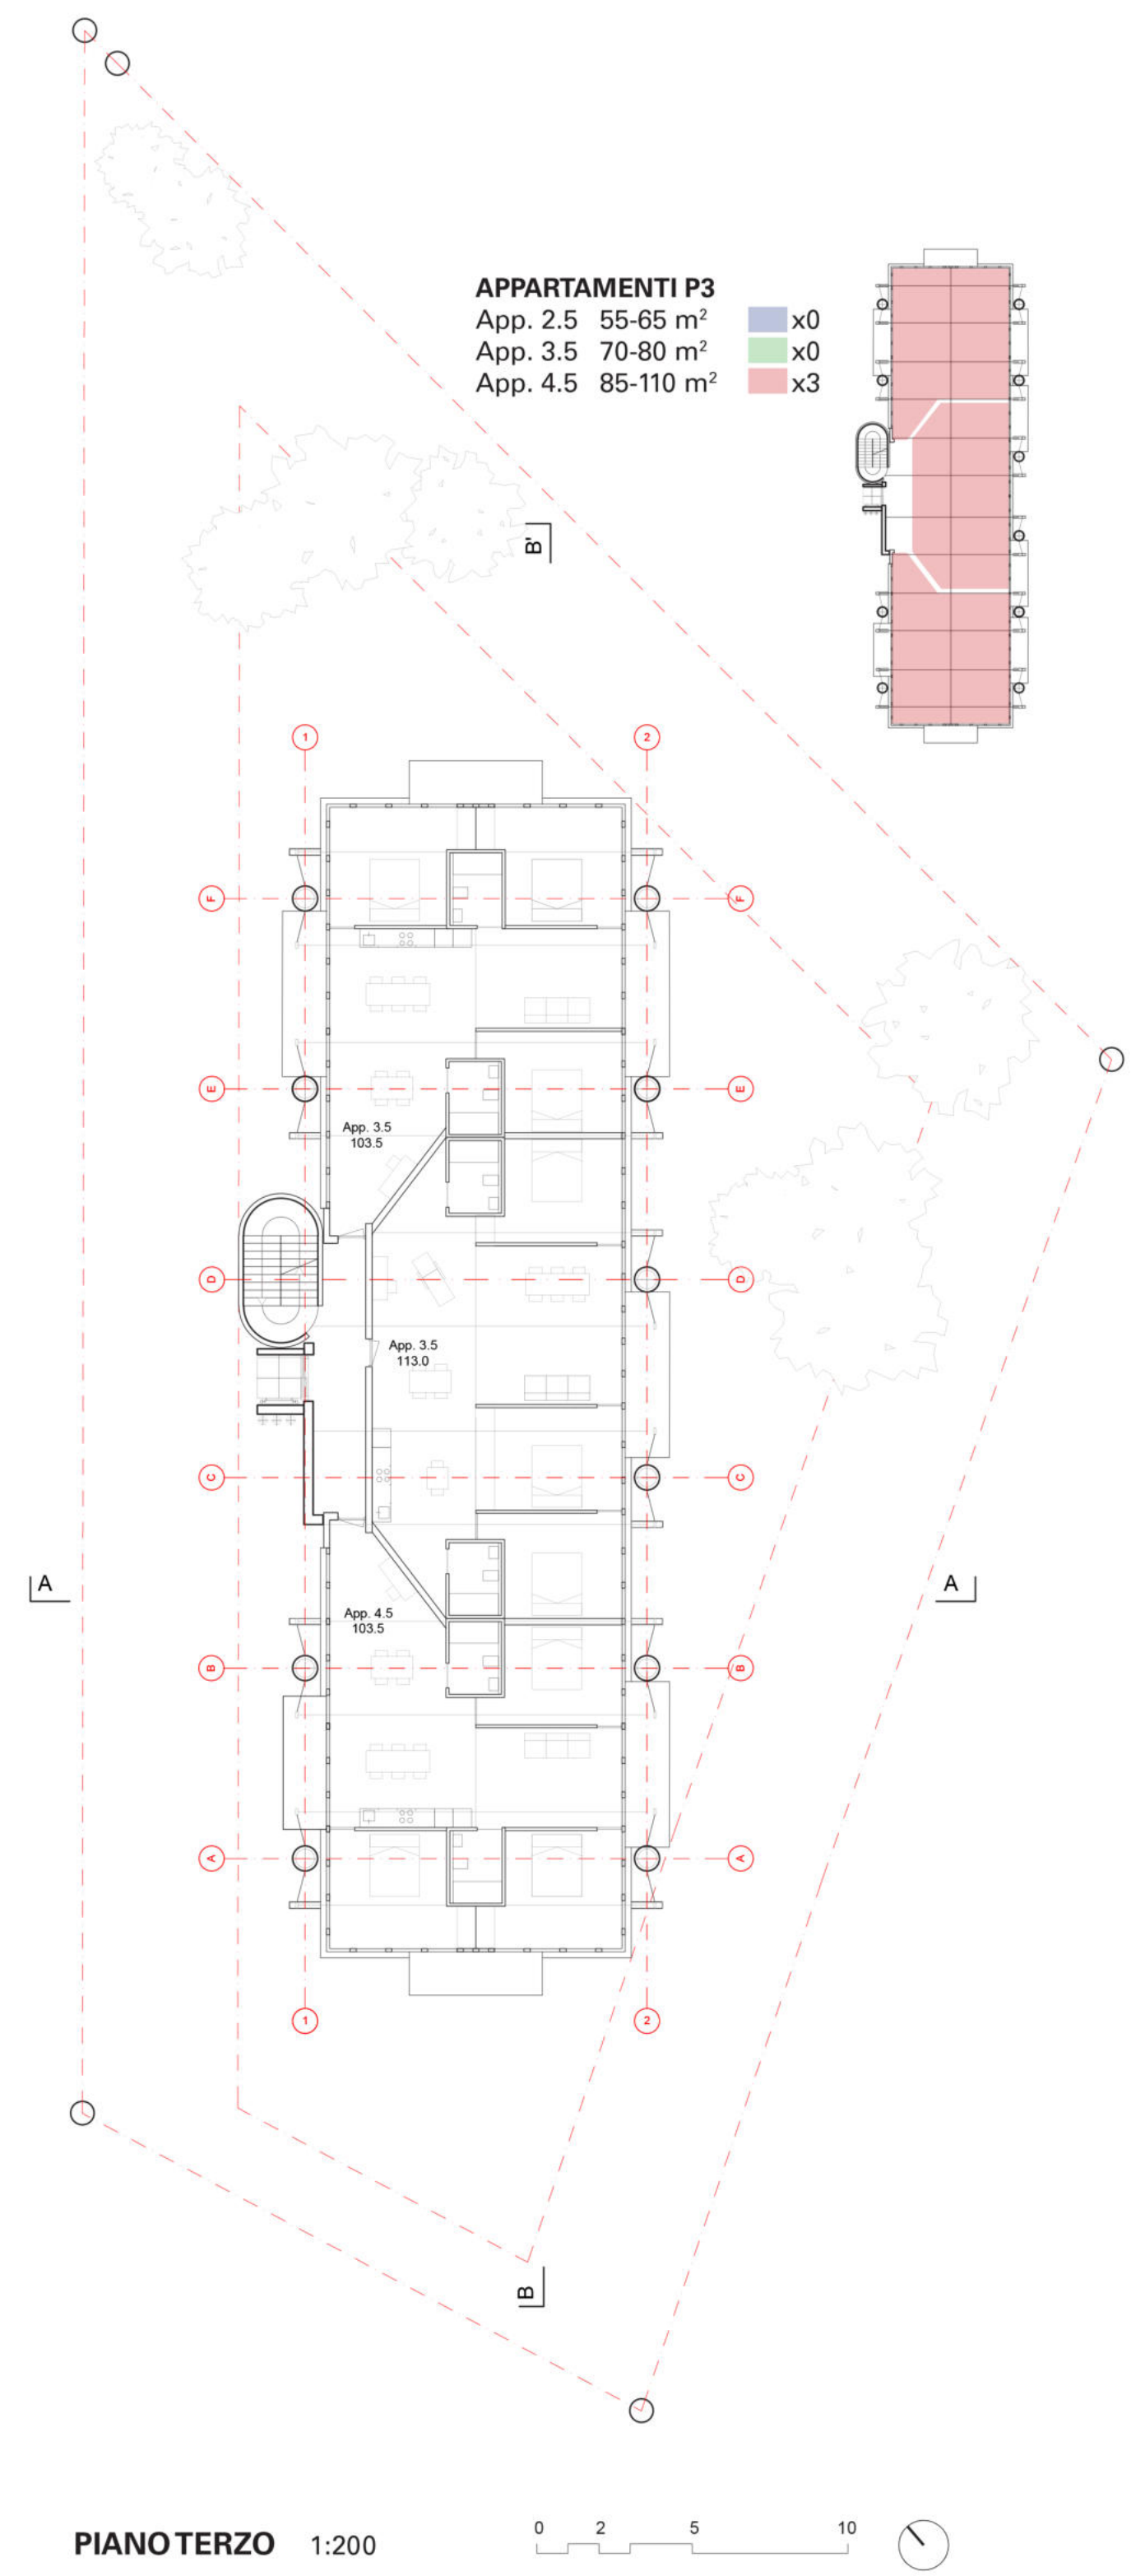 APPARTAMENTI P3
App. 2.5 55-65 m² x0
App. 3.5 70-80 m² x0
App. 4.5 85-110 m² x3
B'
1 2
F F
E E
App. 3.5
103.5
D D
App. 3.5
113.0
C C
A A
App. 4.5
103.5
B B
A A
1 2
B
PIANO TERZO 1:200
0 2 5 10